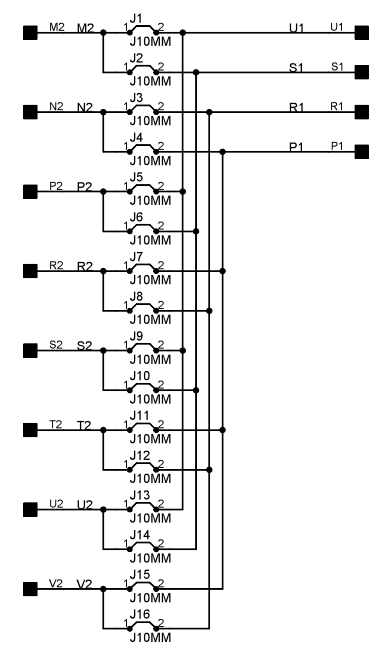 J1
M2 M2 1 2 U1 U1
J10MM
J2
1 2 S1 S1
J10MM
J3
N2 N2 1 2 R1 R1
J10MM
J4
1 2 P1 P1
J10MM
J5
P2 P2 1 2
J10MM
J6
1 2
J10MM
J7
R2 R2 1 2
J10MM
J8
1 2
J10MM
J9
S2 S2 1 2
J10MM
J10
1 2
J10MM
J11
T2 T2 1 2
J10MM
J12
1 2
J10MM
J13
U2 U2 1 2
J10MM
J14
1 2
J10MM
J15
V2 V2 1 2
J10MM
J16
1 2
J10MM